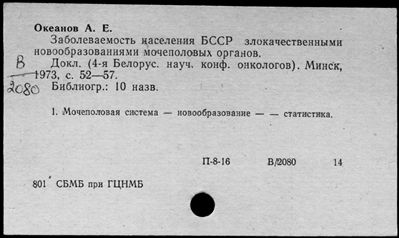 Океанов А. Е.
Заболеваемость населения БССР злокачественными
новообразованиями мочеполовых органов.
Докл. (4-я Белорус. науч. конф. онкологов). Минск,
1973, с. 52—57.
В
2080
Библиогр.: 10 назв.
1. Мочеполовая система — новообразование — — статистика.
П-8-16 В/2080 14
801 СБМБ при ГЦНМБ